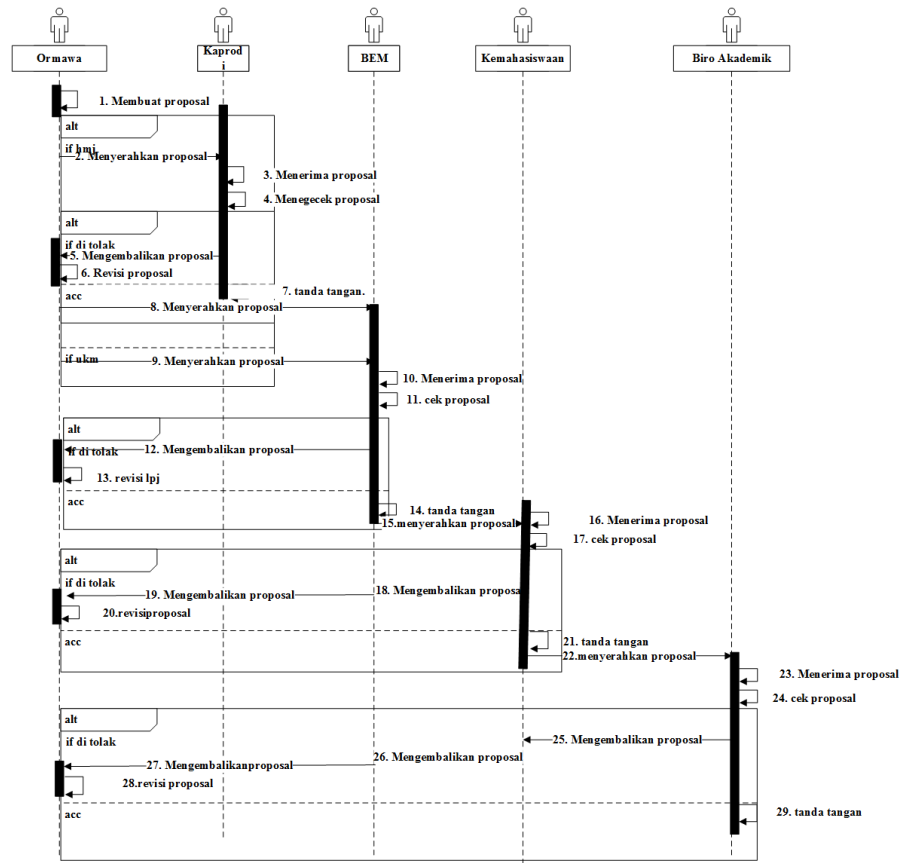 Ormawa
Kaprod
i
BEM
Kemahasiswaan
Biro Akademik
1. Membuat proposal
alt
if hmj
2. Menyerahkan proposal
3. Menerima proposal
4. Menegecek proposal
alt
if di tolak
5. Mengembalikan proposal
6. Revisi proposal
7. tanda tangan.
acc
8. Menyerahkan proposal
if ukm
9. Menyerahkan proposal
10. Menerima proposal
11. cek proposal
alt
12. Mengembalikan proposal
if di tolak
13. revisi lpj
acc
14. tanda tangan
15.menyerahkan proposal
16. Menerima proposal
17. cek proposal
alt
if di tolak
18. Mengembalikan proposal
19. Mengembalikan proposal
20.revisiproposal
acc
21. tanda tangan
22.menyerahkan proposal
23. Menerima proposal
24. cek proposal
alt
if di tolak
25. Mengembalikan proposal
26. Mengembalikan proposal
27. Mengembalikanproposal
28.revisi proposal
acc
29. tanda tangan